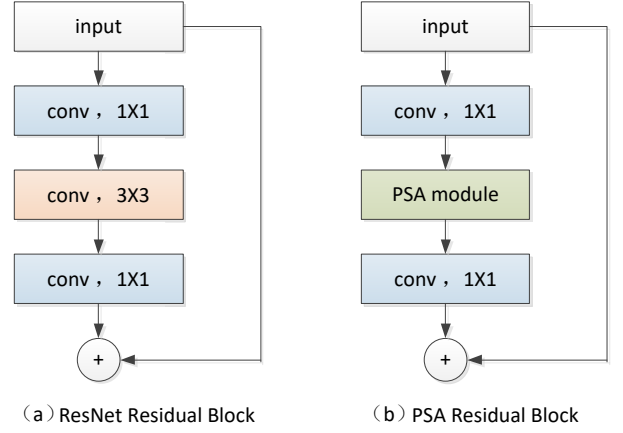 input
conv ，1X1
conv ，3X3
conv ，1X1
+
（a）ResNet Residual Block
input
conv ，1X1
PSA module
conv ，1X1
+
（b）PSA Residual Block